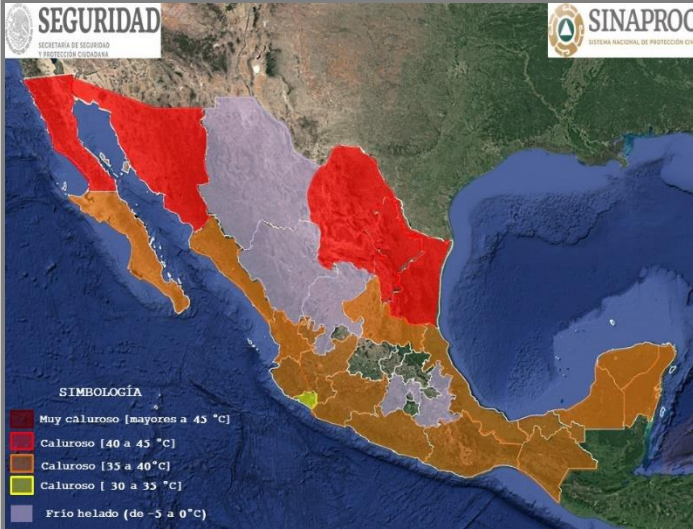 SEGURIDAD
SECRETARÍA DE SEGURIDAD
Y PROTECCIÓN CIUDADANA
SINAPROC
SISTEMA NACIONAL DE PROTECCIÓN CIV
SIMBOLOGÍA
Muy caluroso [mayores a 45 °C]
Caluroso [40 a 45 °C]
Caluroso [35 a 40°C]
Caluroso [ 30 a 35 °C]
Frío helado (de -5 a 0°C)